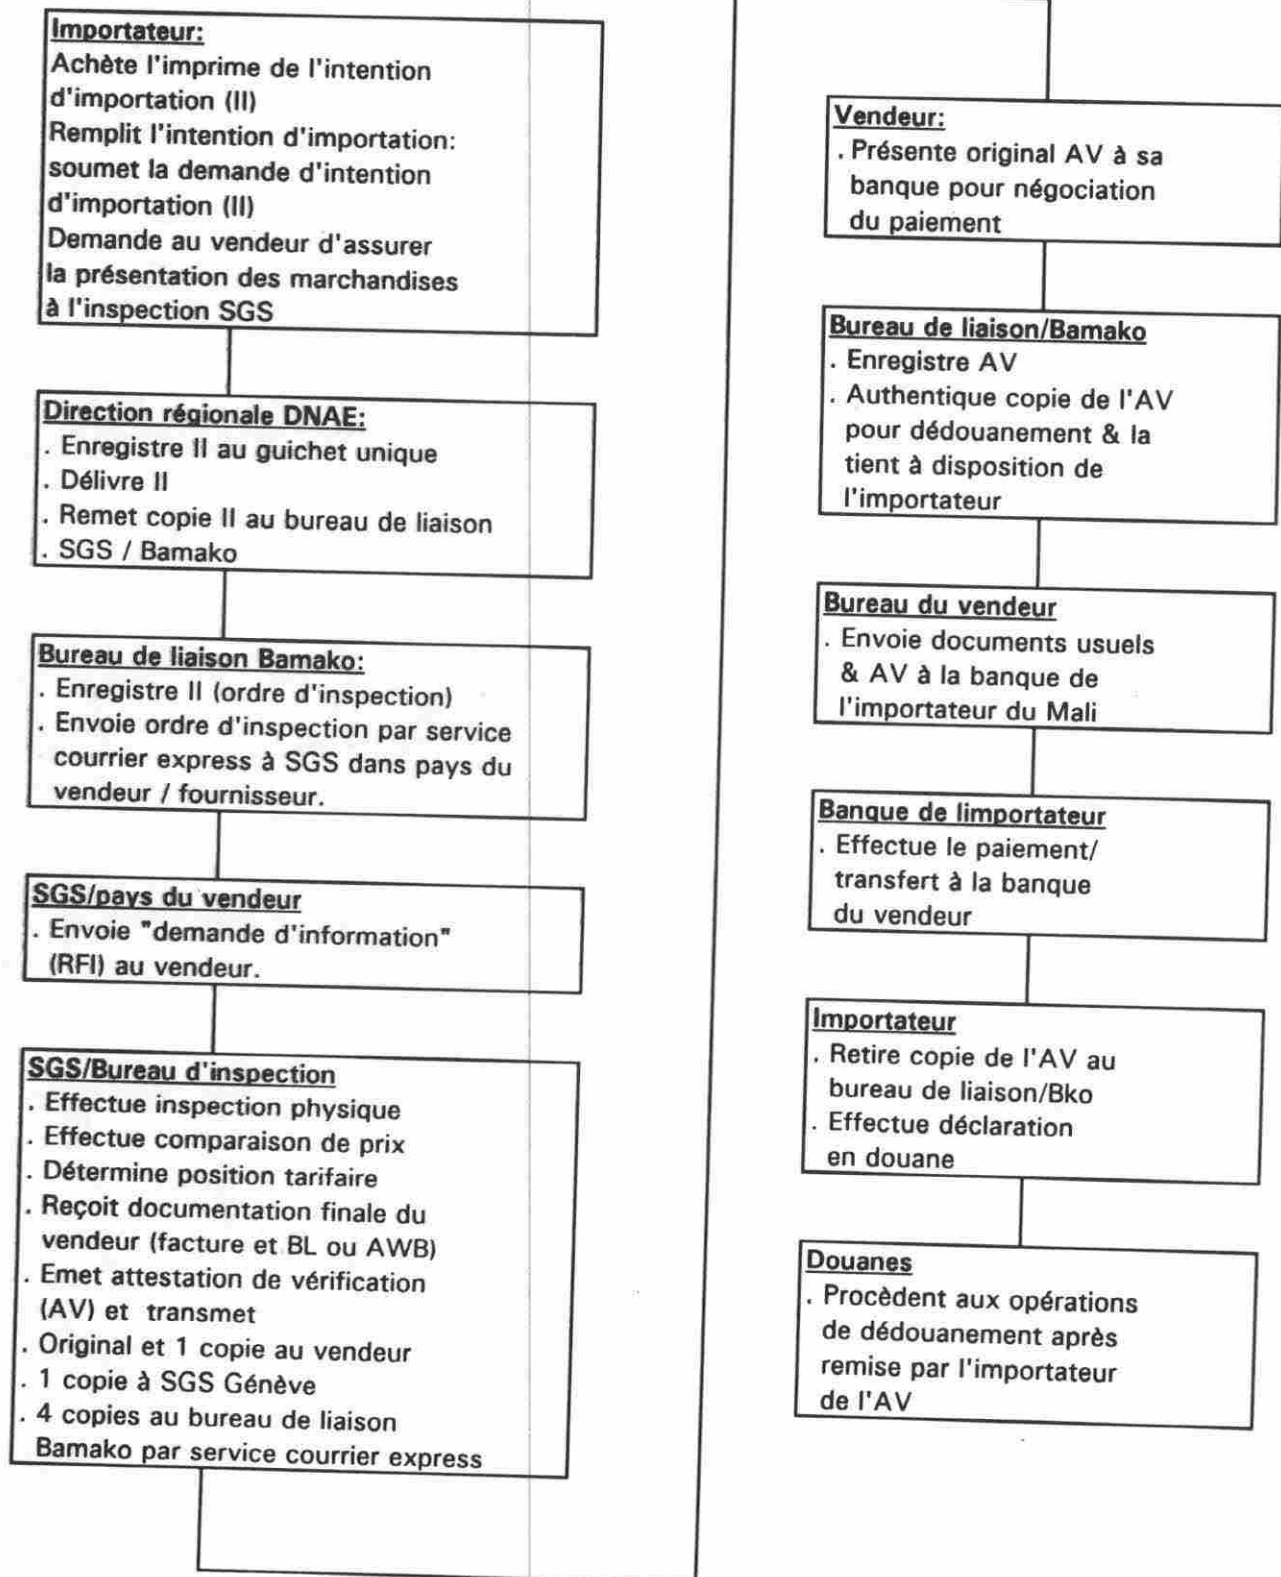 Importateur:
Achète l'imprime de l'intention
d'importation (II)
Remplit l'intention d'importation:
soumet la demande d'intention
d'importation (II)
Demande au vendeur d'assurer
la présentation des marchandises
à l'inspection SGS
Direction régionale DNAE:
. Enregistre II au guichet unique
. Délivre II
. Remet copie II au bureau de liaison
. SGS / Bamako
Bureau de liaison Bamako:
. Enregistre II (ordre d'inspection)
. Envoie ordre d'inspection par service
courrier express à SGS dans pays du
vendeur / fournisseur.
SGS/pays du vendeur
. Envoie "demande d'information"
(RFI) au vendeur.
SGS/Bureau d'inspection
. Effectue inspection physique
. Effectue comparaison de prix
. Détermine position tarifaire
. Reçoit documentation finale du
vendeur (facture et BL ou AWB)
. Emet attestation de vérification
(AV) et transmet
. Original et 1 copie au vendeur
. 1 copie à SGS Génève
. 4 copies au bureau de liaison
Bamako par service courrier express
Vendeur:
. Présente original AV à sa
banque pour négociation
du paiement
Bureau de liaison/Bamako
. Enregistre AV
. Authentique copie de l'AV
pour dédouanement & la
tient à disposition de
l'importateur
Bureau du vendeur
. Envoie documents usuels
& AV à la banque de
l'importateur du Mali
Banque de limportateur
. Effectue le paiement/
transfert à la banque
du vendeur
Importateur
. Retire copie de l'AV au
bureau de liaison/Bko
. Effectue déclaration
en douane
Douanes
. Procèdent aux opérations
de dédouanement après
remise par l'importateur
de l'AV